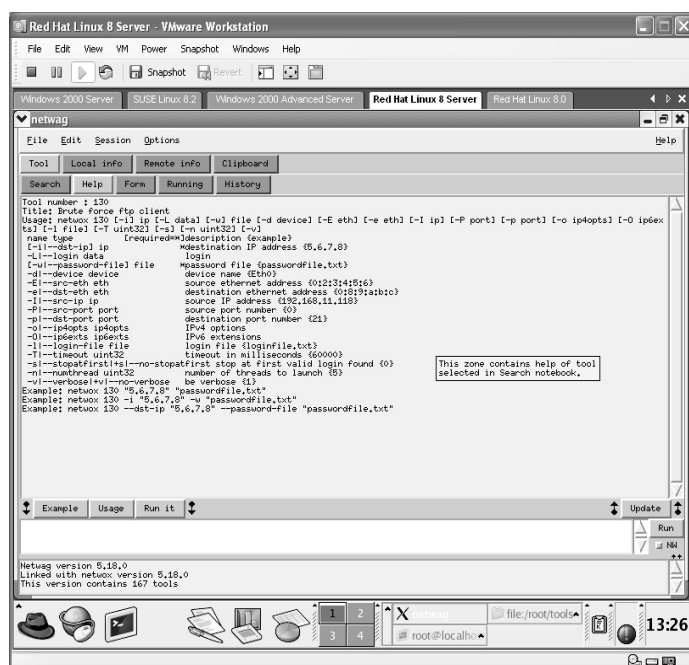 Red Hat Linux 8 Server - VMware Workstation
File Edit View VM Power Snapshot Windows Help
Snapshot Revert
Windows 2000 Server SUSE Linux 8.2 Windows 2000 Advanced Server Red Hat Linux 8 Server Red Hat Linux 8.0
netwag
File Edit Session Options Help
Tool Local info Remote info Clipboard
Search Help Form Running History
Tool number : 130
Title: Brute force ftp client
Usage: netwox 130 [-i] ip [-L data] [-w] file [-d device] [-E eth] [-e eth] [-I ip] [-P port] [-p port] [-o ip4opts] [-O ip6ex
ts] [-l file] [-T uint32] [-s] [-n uint32] [-v]
name type [required=*]description {example}
[-i|--dst-ip] ip *destination IP address {5.6.7.8}
-L|--login data login
[-w|--password-file] file *password file {passwordfile.txt}
-d|--device device device name {Eth0}
-E|--src-eth eth source ethernet address {0:2:3:4:5:6}
-e|--dst-eth eth destination ethernet address {0:8:9:a:b:c}
-I|--src-ip ip source IP address {192.168.11.118}
-P|--src-port port source port number {0}
-p|--dst-port port destination port number {21}
-o|--ip4opts ip4opts IPv4 options
-O|--ip6exts ip6exts IPv6 extensions
-l|--login-file file login file {loginfile.txt}
-T|--timeout uint32 timeout in milliseconds {60000}
-s|--stopatfirst|+s|--no-stopatfirst stop at first valid login found {0}
-n|--numthread uint32 number of threads to launch {5}
-v|--verbose|+v|--no-verbose be verbose {1}
Example: netwox 130 "5.6.7.8" "passwordfile.txt"
Example: netwox 130 -i "5.6.7.8" -w "passwordfile.txt"
Example: netwox 130 --dst-ip "5.6.7.8" --password-file "passwordfile.txt"
This zone contains help of tool
selected in Search notebook.
Example Usage Run it Update
Run
NW
++
Netwag version 5.18.0
Linked with netwox version 5.18.0
This version contains 167 tools
1 2 X netwag file:/root/tools
3 4 root@localho
13:26